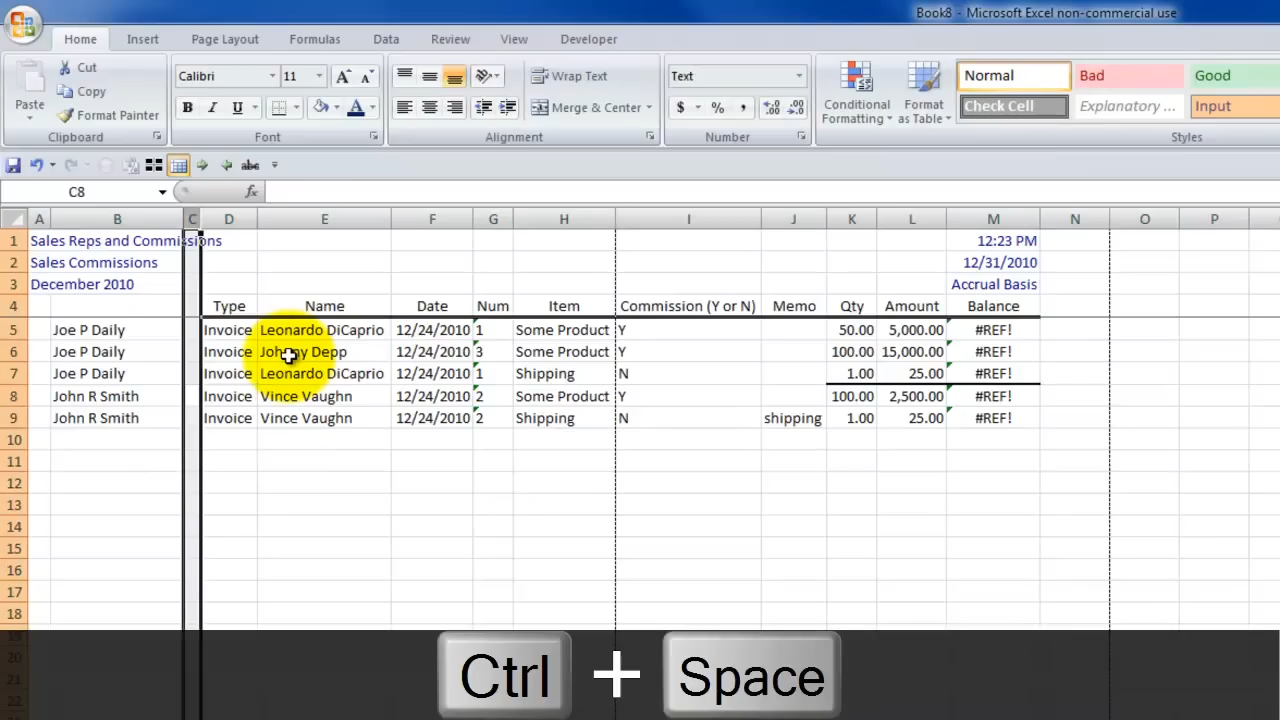 Book8 - Microsoft Excel non-commercial use
Home Insert Page Layout Formulas Data Review View Developer
Paste Cut Copy Format Painter Clipboard
Calibri 11 A A B I U A Font
Wrap Text Merge & Center Alignment
Text $ % , Number
Conditional Formatting Format as Table
Normal Bad Good
Check Cell Explanatory ... Input
Styles
abc
C8 fx
A B C D E F G H I J K L M N O P
1 Sales Reps and Commissions 12:23 PM
2 Sales Commissions 12/31/2010
3 December 2010 Accrual Basis
4 Type Name Date Num Item Commission (Y or N) Memo Qty Amount Balance
5 Joe P Daily Invoice Leonardo DiCaprio 12/24/2010 1 Some Product Y 50.00 5,000.00 #REF!
6 Joe P Daily Invoice Johnny Depp 12/24/2010 3 Some Product Y 100.00 15,000.00 #REF!
7 Joe P Daily Invoice Leonardo DiCaprio 12/24/2010 1 Shipping N 1.00 25.00 #REF!
8 John R Smith Invoice Vince Vaughn 12/24/2010 2 Some Product Y 100.00 2,500.00 #REF!
9 John R Smith Invoice Vince Vaughn 12/24/2010 2 Shipping N shipping 1.00 25.00 #REF!
10
11
12
13
14
15
16
17
18
19
20
21
22
Ctrl + Space